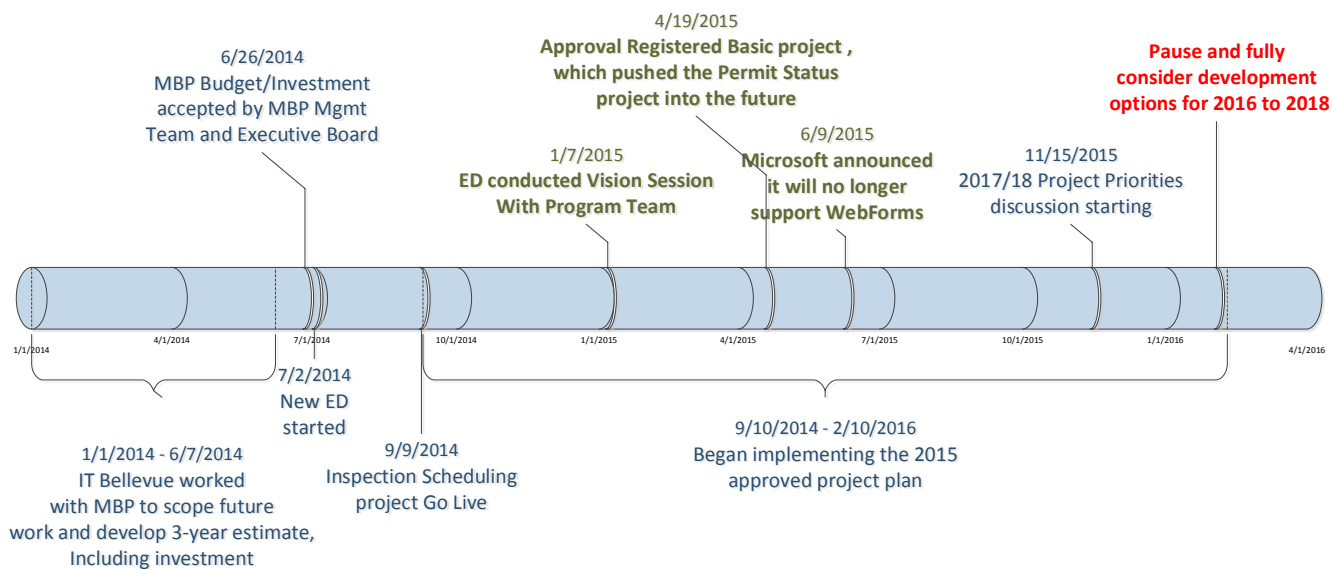 6/26/2014
MBP Budget/Investment
accepted by MBP Mgmt
Team and Executive Board
1/7/2015
ED conducted Vision Session
With Program Team
4/19/2015
Approval Registered Basic project ,
which pushed the Permit Status
project into the future
6/9/2015
Microsoft announced
it will no longer
support WebForms
11/15/2015
2017/18 Project Priorities
discussion starting
Pause and fully
consider development
options for 2016 to 2018
1/1/2014
4/1/2014
7/1/2014
10/1/2014
1/1/2015
4/1/2015
7/1/2015
10/1/2015
1/1/2016
4/1/2016
1/1/2014 - 6/7/2014
IT Bellevue worked
with MBP to scope future
work and develop 3-year estimate,
Including investment
7/2/2014
New ED
started
9/9/2014
Inspection Scheduling
project Go Live
9/10/2014 - 2/10/2016
Began implementing the 2015
approved project plan